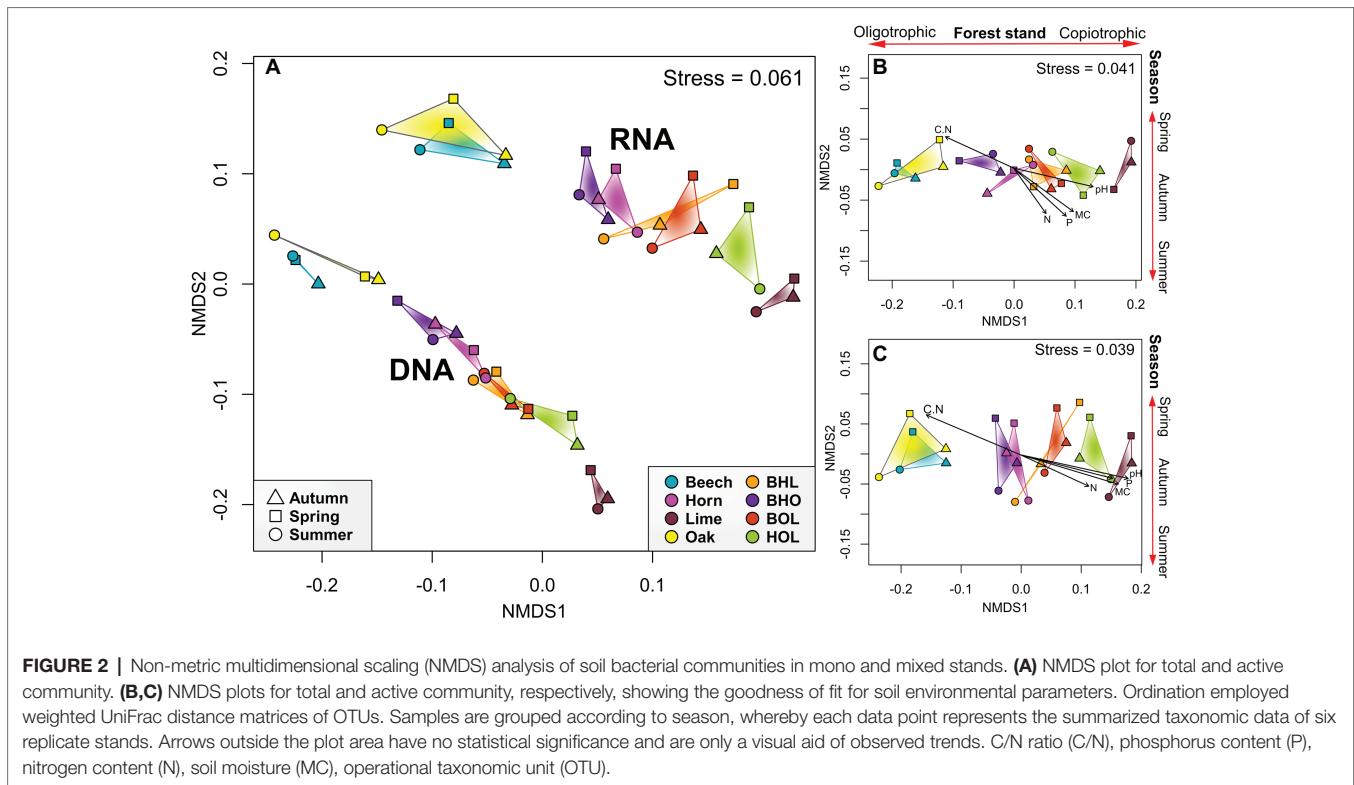 A
Stress = 0.061
RNA
DNA
NMDS2
0.2
0.1
0.0
-0.1
-0.2
-0.2
-0.1
0.0
0.1
NMDS1
Autumn
Spring
Summer
Beech
Horn
Lime
Oak
BHL
BHO
BOL
HOL
Oligotrophic Forest stand Copiotrophic
B
Stress = 0.041
NMDS2
0.15
0.05
-0.05
-0.15
C.N
pH
MC
P
N
-0.2
-0.1
0.0
0.1
0.2
NMDS1
Season
Spring
Autumn
Summer
C
Stress = 0.039
NMDS2
0.15
0.05
-0.05
-0.15
C.N
pH
P
MC
N
-0.2
-0.1
0.0
0.1
0.2
NMDS1
Season
Spring
Autumn
Summer
FIGURE 2 | Non-metric multidimensional scaling (NMDS) analysis of soil bacterial communities in mono and mixed stands. (A) NMDS plot for total and active
community. (B,C) NMDS plots for total and active community, respectively, showing the goodness of fit for soil environmental parameters. Ordination employed
weighted UniFrac distance matrices of OTUs. Samples are grouped according to season, whereby each data point represents the summarized taxonomic data of six
replicate stands. Arrows outside the plot area have no statistical significance and are only a visual aid of observed trends. C/N ratio (C/N), phosphorus content (P),
nitrogen content (N), soil moisture (MC), operational taxonomic unit (OTU).